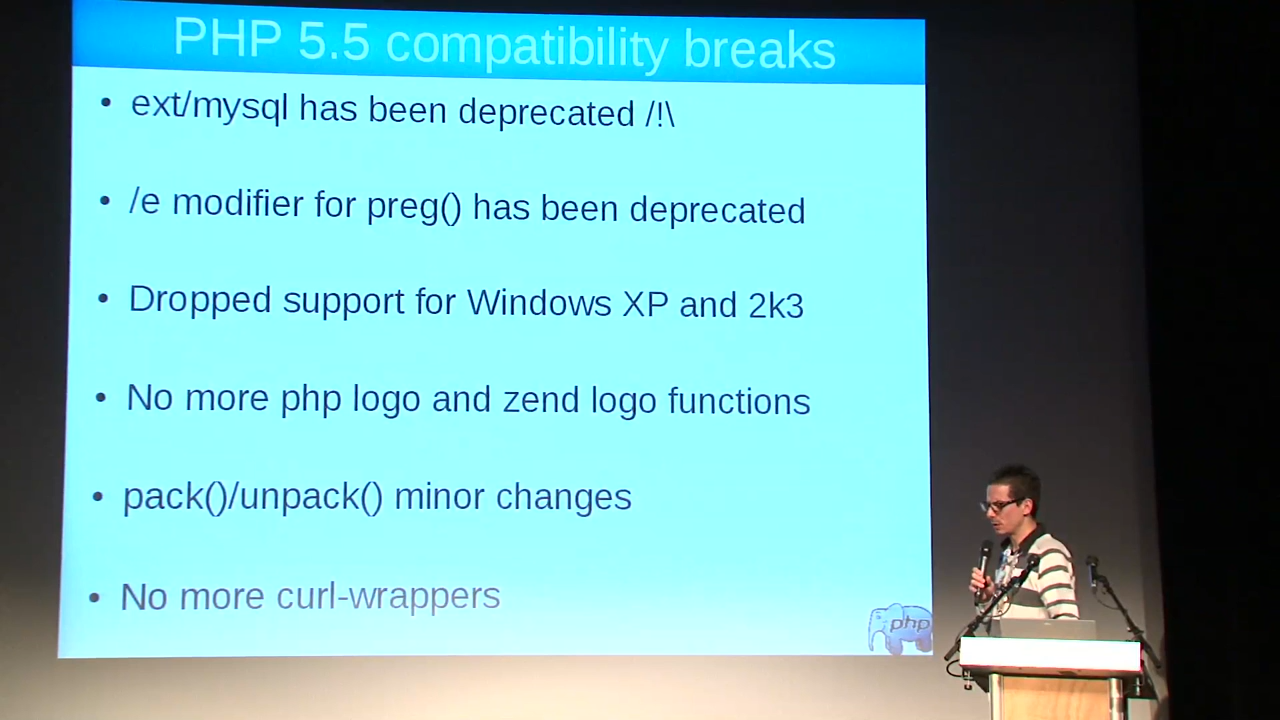 PHP 5.5 compatibility breaks
• ext/mysql has been deprecated /!\
• /e modifier for preg() has been deprecated
• Dropped support for Windows XP and 2k3
• No more php logo and zend logo functions
• pack()/unpack() minor changes
• No more curl-wrappers
php